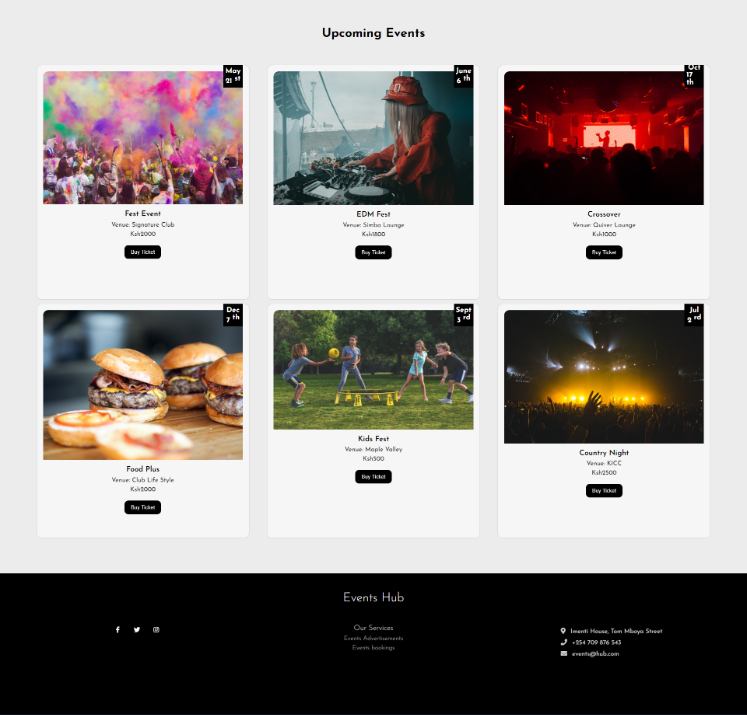 Upcoming Events
May
21 st
Fest Event
Venue: Signature Club
Ksh2000
Buy Ticket
June
6 th
EDM Fest
Venue: Simba Lounge
Ksh1800
Buy Ticket
Oct
17
th
Crossover
Venue: Quiver Lounge
Ksh1000
Buy Ticket
Dec
7 th
Food Plus
Venue: Club Life Style
Ksh2000
Buy Ticket
Sept
3 rd
Kids Fest
Venue: Maple Valley
Ksh500
Buy Ticket
Jul
2 rd
Country Night
Venue: KICC
Ksh2500
Buy Ticket
Events Hub
Our Services
Events Advertisements
Events bookings
Imenti House, Tom Mboya Street
+254 709 876 543
events@hub.com